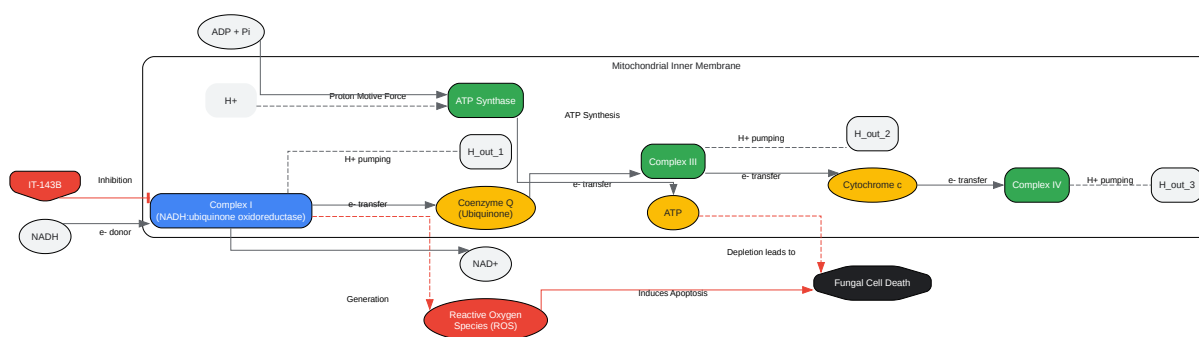 ADP + Pi
Mitochondrial Inner Membrane
H+
Proton Motive Force
ATP Synthase
ATP Synthesis
H_out_1
H+ pumping
Complex III
H+ pumping
H_out_2
IT-143B
Inhibition
Complex I
(NADH:ubiquinone oxidoreductase)
e- transfer
Coenzyme Q
(Ubiquinone)
e- transfer
e- transfer
Cytochrome c
e- transfer
Complex IV
H+ pumping
H_out_3
ATP
NADH
e- donor
NAD+
Depletion leads to
Fungal Cell Death
Generation
Induces Apoptosis
Reactive Oxygen
Species (ROS)